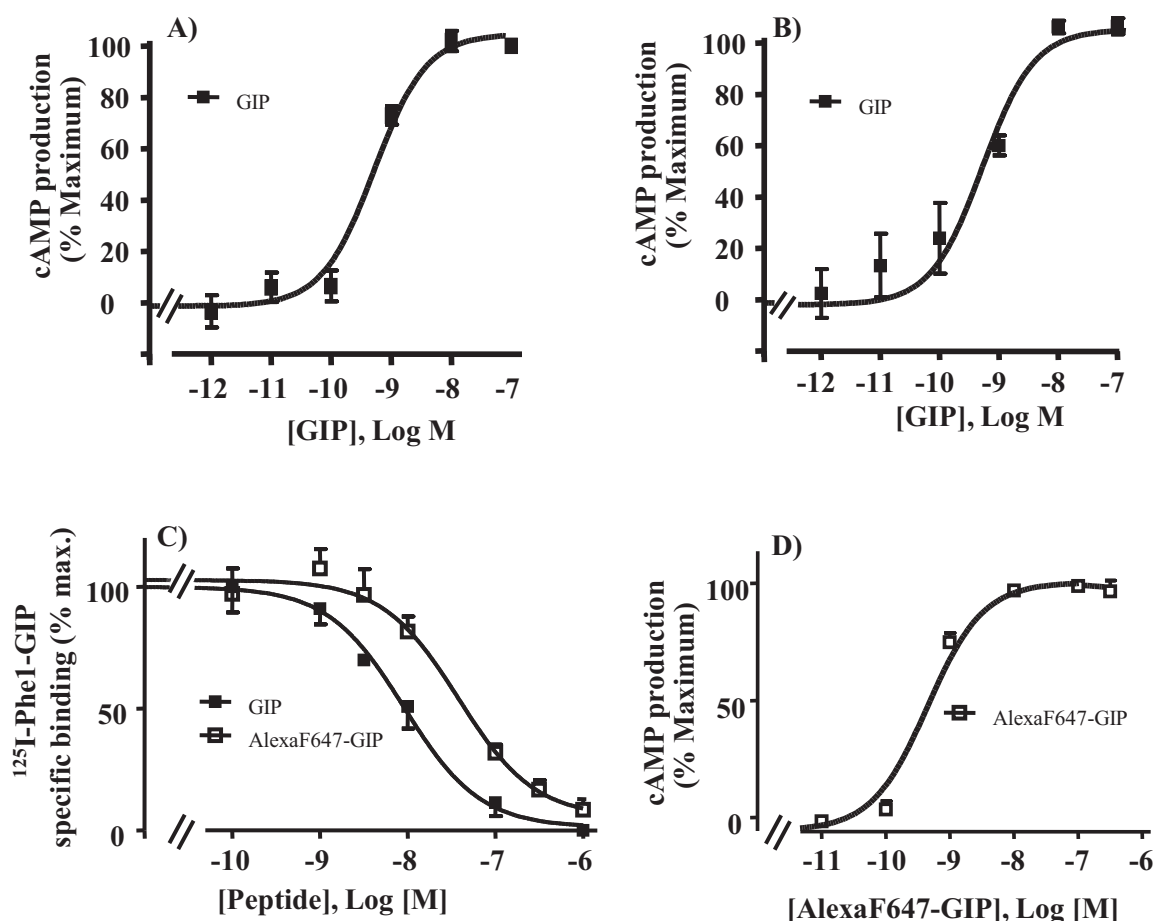 A)
cAMP production
(% Maximum)
100
80
60
40
20
0
GIP
-12 -11 -10 -9 -8 -7
[GIP], Log M
B)
cAMP production
(% Maximum)
100
80
60
40
20
0
GIP
-12 -11 -10 -9 -8 -7
[GIP], Log M
C)
125I-Phe1-GIP
specific binding (% max.)
100
50
0
GIP
AlexaF647-GIP
-10 -9 -8 -7 -6
[Peptide], Log [M]
D)
cAMP production
(% Maximum)
100
50
0
AlexaF647-GIP
-11 -10 -9 -8 -7 -6
[AlexaF647-GIP], Log [M]